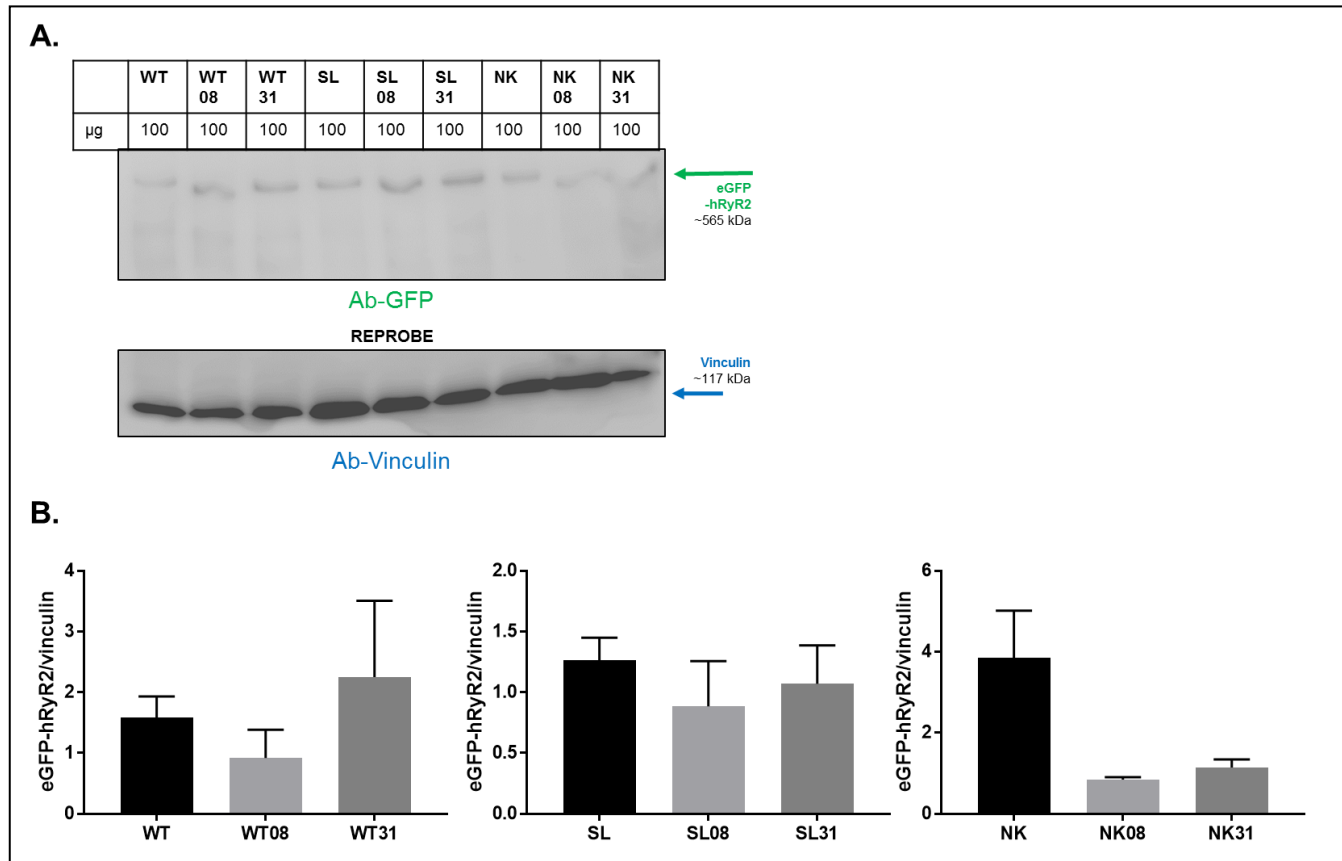 A.
WT WT 08 WT 31 SL SL 08 SL 31 NK NK 08 NK 31
µg 100 100 100 100 100 100 100 100 100
eGFP
-hRyR2
~565 kDa
Ab-GFP
REPROBE
Vinculin
~117 kDa
Ab-Vinculin
B.
eGFP-hRyR2/vinculin
4
3
2
1
0
WT WT08 WT31
eGFP-hRyR2/vinculin
2.0
1.5
1.0
0.5
0.0
SL SL08 SL31
eGFP-hRyR2/vinculin
6
4
2
0
NK NK08 NK31